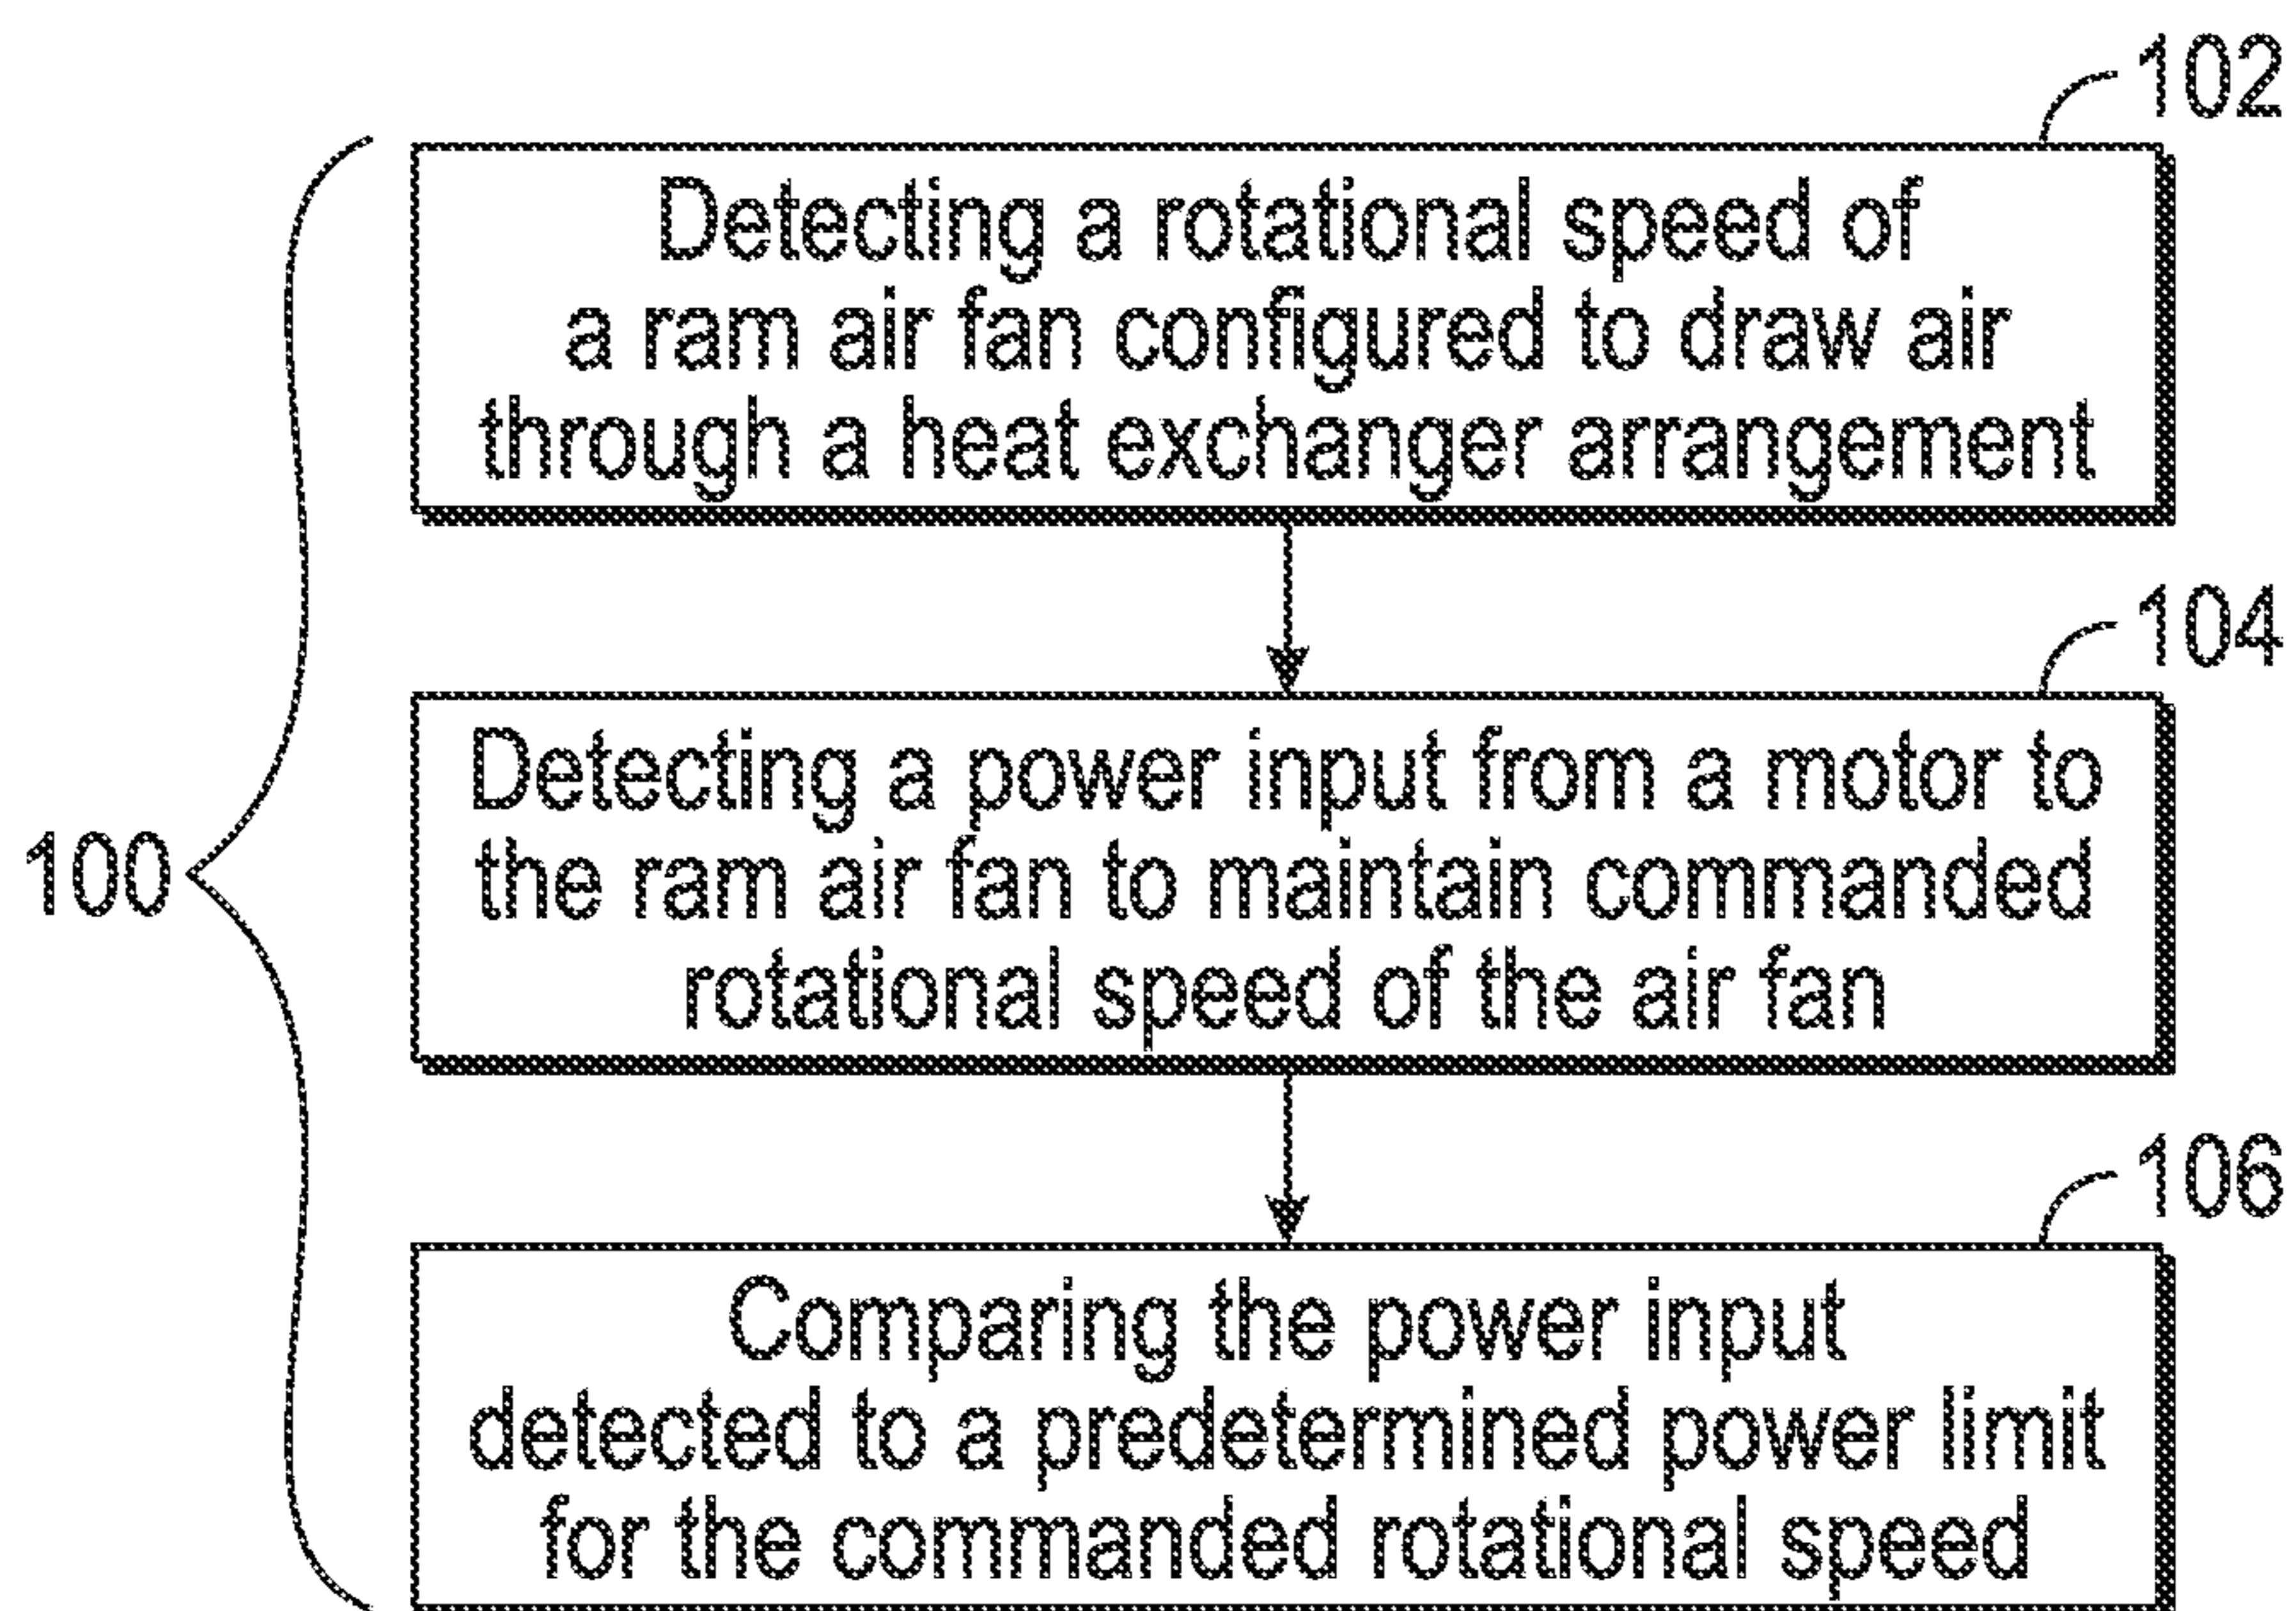 102
Detecting a rotational speed of
a ram air fan configured to draw air
through a heat exchanger arrangement
104
Detecting a power input from a motor to
the ram air fan to maintain commanded
rotational speed of the air fan
100
106
Comparing the power input
detected to a predetermined power limit
for the commanded rotational speed